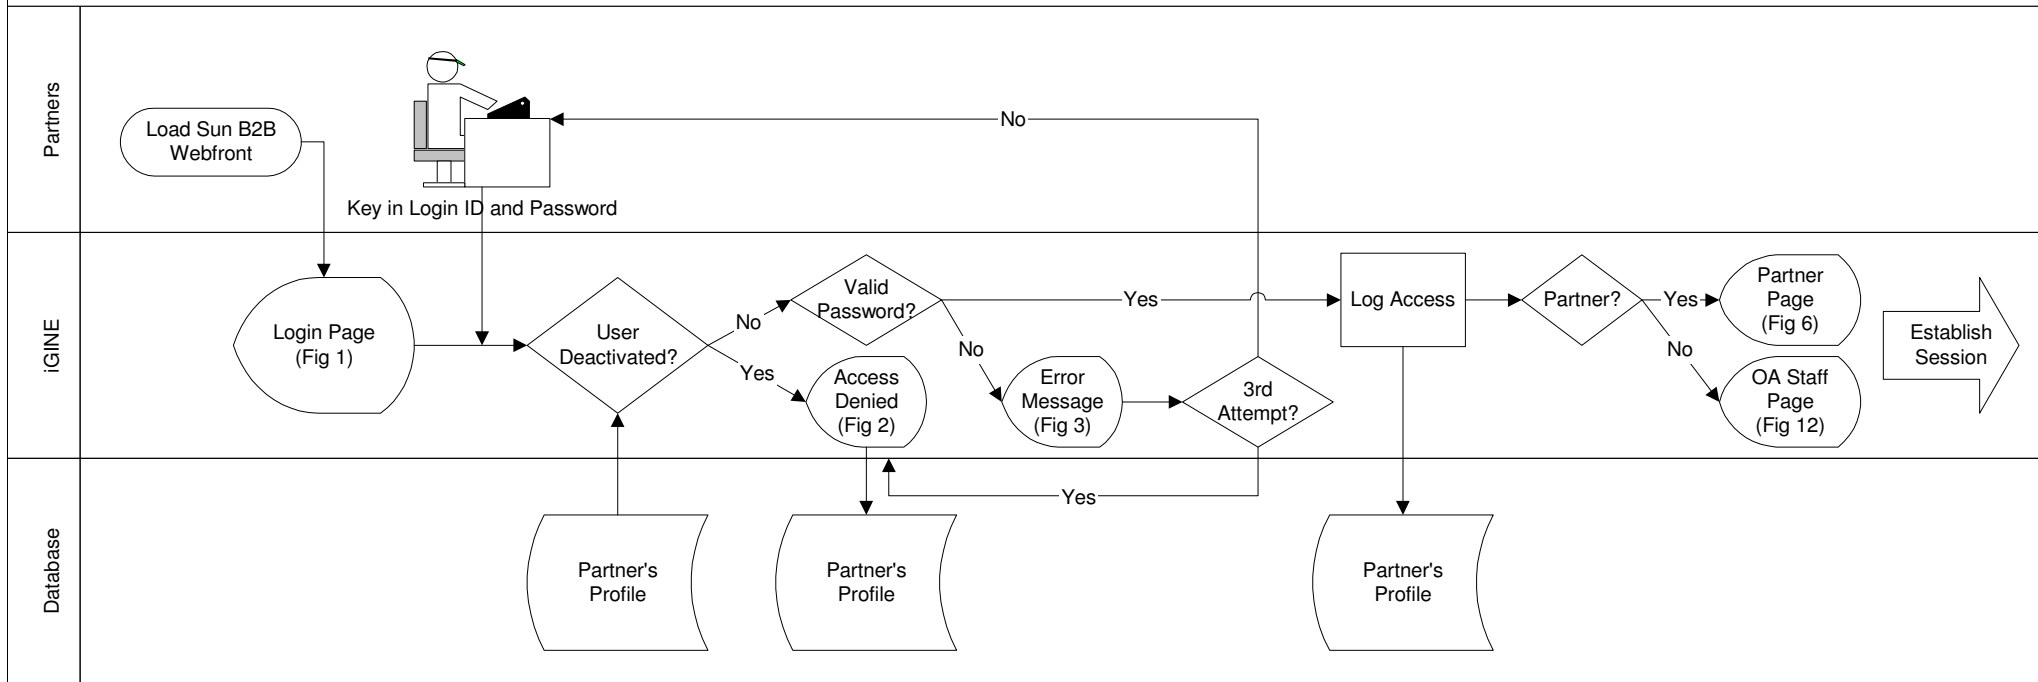 Partners
Load Sun B2B
Webfront
Key in Login ID and Password
No
iGINE
Login Page
(Fig 1)
User
Deactivated?
No
Yes
Valid
Password?
Yes
No
Access
Denied
(Fig 2)
Error
Message
(Fig 3)
3rd
Attempt?
Log Access
Partner?
Yes
No
Partner
Page
(Fig 6)
OA Staff
Page
(Fig 12)
Establish
Session
Yes
Database
Partner's
Profile
Partner's
Profile
Partner's
Profile